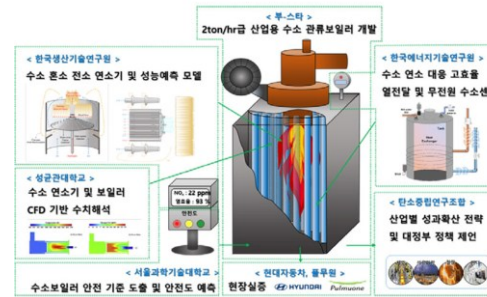 < 부-스타 >
2ton/hr급 산업용 수소 관류보일러 개발
< 한국생산기술연구원 >
수소 혼소 전소 연소기 및 성능예측 모델
< 한국에너지기술연구원 >
수소 연소 대응 고효율
열전달 및 무전원 수소센
< 성균관대학교 >
수소 연소기 및 보일러
CFD 기반 수치해석
NOx : 22 ppm
열효율 : 93 %
안전도
< 탄소중립연구조합 >
산업별 성과확산 전략
및 대정부 정책 제언
< 서울과학기술대학교 >
수소보일러 안전 기준 도출 및 안전도 예측
< 현대자동차, 풀무원 >
현장실증 HYUNDAI Pulmuone